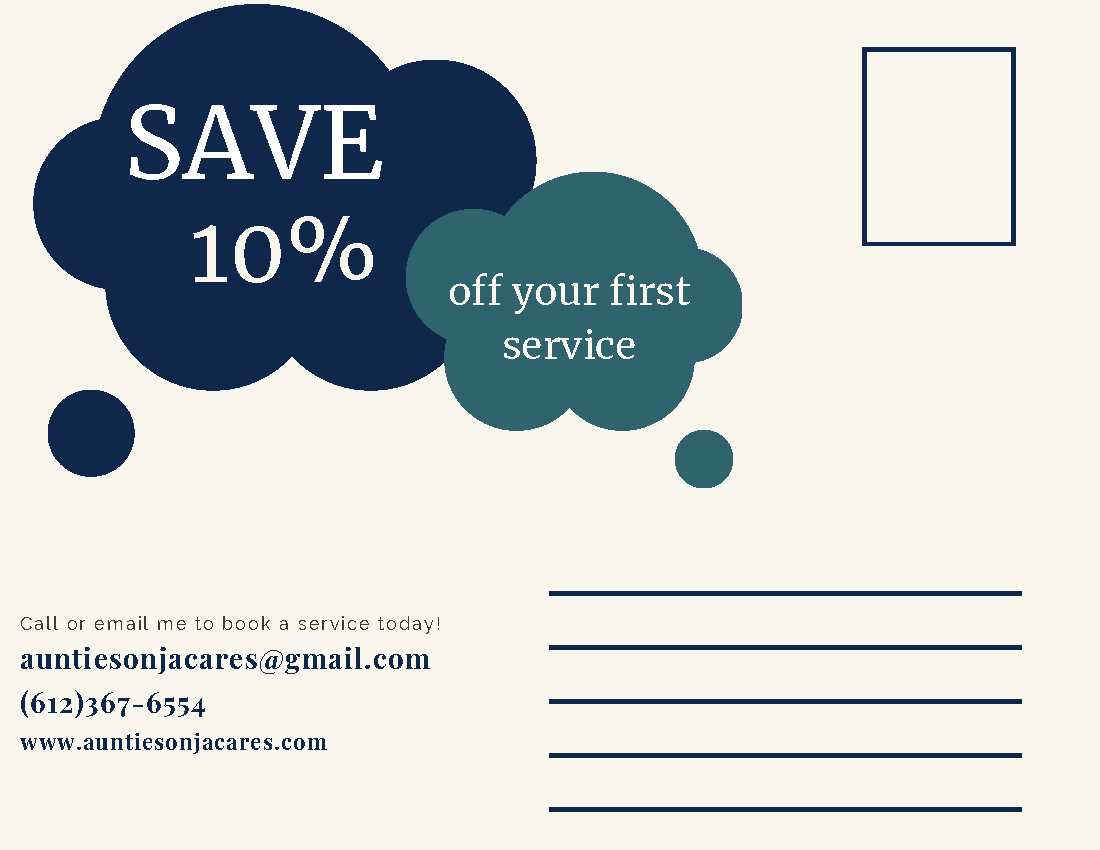 SAVE
10%
off your first
service
Call or email me to book a service today!
auntiesonjacares@gmail.com
(612)367-6554
www.auntiesonjacares.com